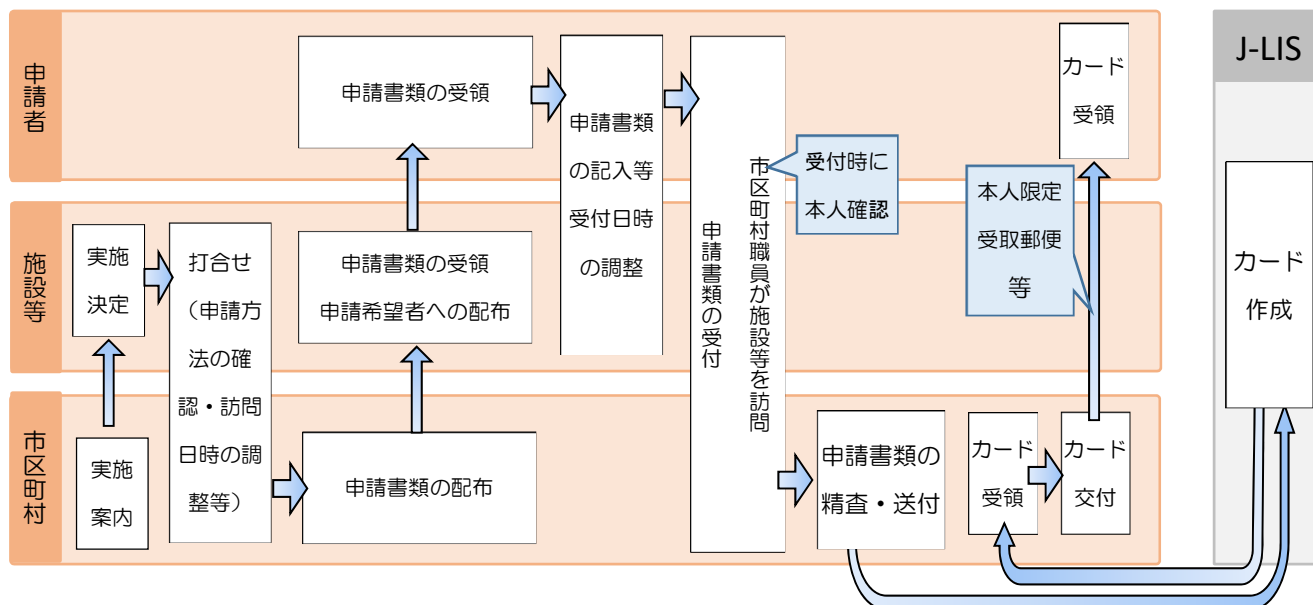 申請者
申請書類の受領
申請書類
の記入等
受付日時
の調整
市区町村職員が施設等を訪問
申請書類の受付
受付時に
本人確認
カード
受領
J-LIS
施設等
実施
決定
打合せ
（申請方
法の確
認・訪問
日時の調
整等）
申請書類の受領
申請希望者への配布
本人限定
受取郵便
等
カード
作成
市区町村
実施
案内
申請書類の配布
申請書類の
精査・送付
カード
受領
カード
交付